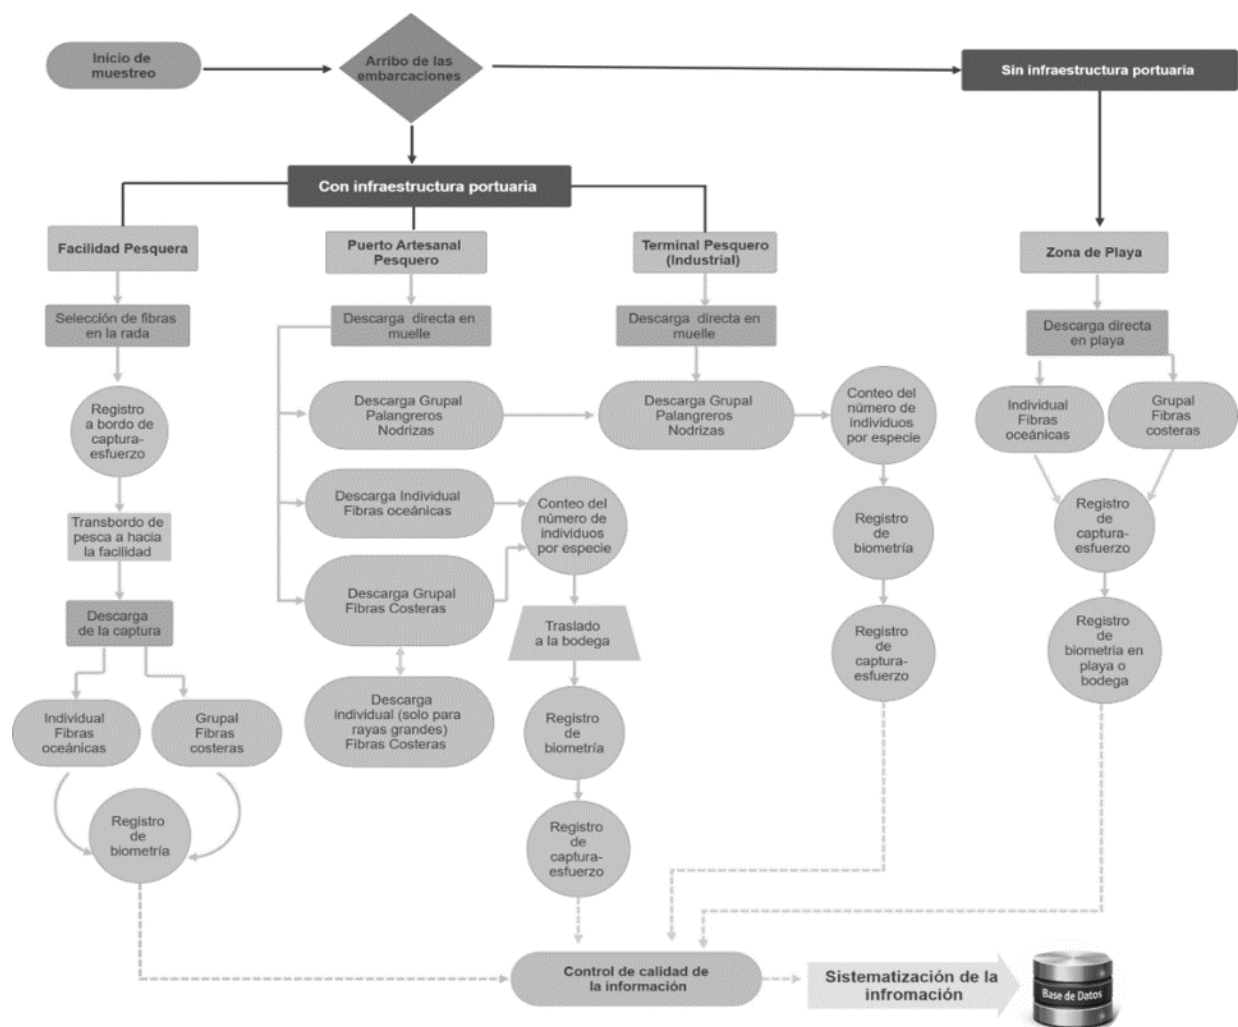 Inicio de
muestreo
Arribo de las
embarcaciones
Sin infraestructura portuaria
Con infraestructura portuaria
Facilidad Pesquera
Puerto Artesanal
Pesquero
Terminal Pesquero
(Industrial)
Zona de Playa
Selección de fibras
en la rada
Descarga directa en
muelle
Descarga directa en
muelle
Descarga directa
en playa
Registro
a bordo de
captura-
esfuerzo
Descarga Grupal
Palangreros
Nodrizas
Descarga Grupal
Palangreros
Nodrizas
Conteo del
número de
individuos
por especie
Individual
Fibras
oceánicas
Grupal
Fibras
costeras
Transbordo de
pesca a hacia
la facilidad
Descarga Individual
Fibras oceánicas
Conteo del
número de
individuos
por especie
Registro
de
biometría
Registro
de
captura-
esfuerzo
Descarga
de la captura
Descarga Grupal
Fibras Costeras
Traslado
a la bodega
Registro
de
captura-
esfuerzo
Registro
de
biometria en
playa o
bodega
Individual
Fibras
oceánicas
Grupal
Fibras
costeras
Descarga
individual (solo para
rayas grandes)
Fibras Costeras
Registro
de
biometría
Registro
de
biometría
Registro
de
captura-
esfuerzo
Control de calidad de
la información
Sistematización de la
infromación
Base de Datos